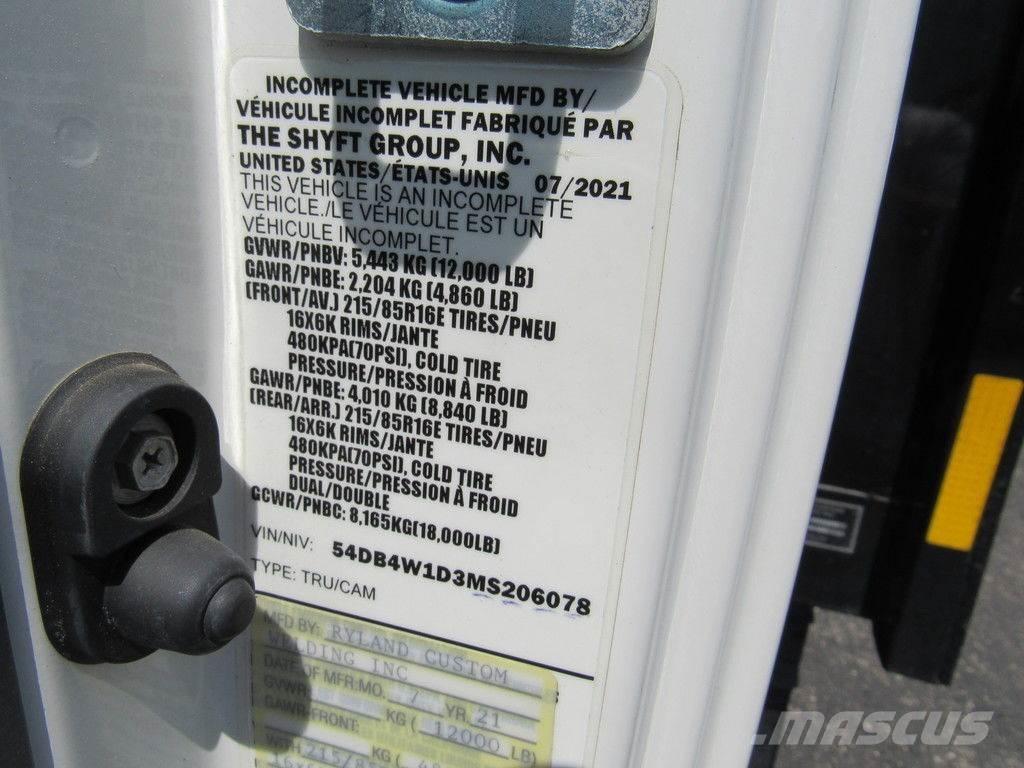 INCOMPLETE VEHICLE MFD BY/
VÉHICULE INCOMPLET FABRIQUÉ PAR
THE SHYFT GROUP, INC.
UNITED STATES/ÉTATS-UNIS 07/2021
THIS VEHICLE IS AN INCOMPLETE
VEHICLE./LE VÉHICULE EST UN
VÉHICULE INCOMPLET.
GVWR/PNBV: 5,443 KG (12,000 LB)
GAWR/PNBE: 2,204 KG (4,860 LB)
(FRONT/AV.) 215/85R16E TIRES/PNEU
16X6K RIMS/JANTE
480KPA(70PSI), COLD TIRE
PRESSURE/PRESSION À FROID
GAWR/PNBE: 4,010 KG (8,840 LB)
(REAR/ARR.) 215/85R16E TIRES/PNEU
16X6K RIMS/JANTE
480KPA(70PSI), COLD TIRE
PRESSURE/PRESSION À FROID
DUAL/DOUBLE
GCWR/PNBC: 8,165KG(18,000LB)
VIN/NIV: 54DB4W1D3MS206078
TYPE: TRU/CAM
MFD BY: RYLAND CUSTOM
WELDING INC
DATE OF MFR:MO. 7 YR. 21
GVWR: KG ( 12000 LB)
GAWR-FRONT: KG (
WITH 215/85
MASCUS